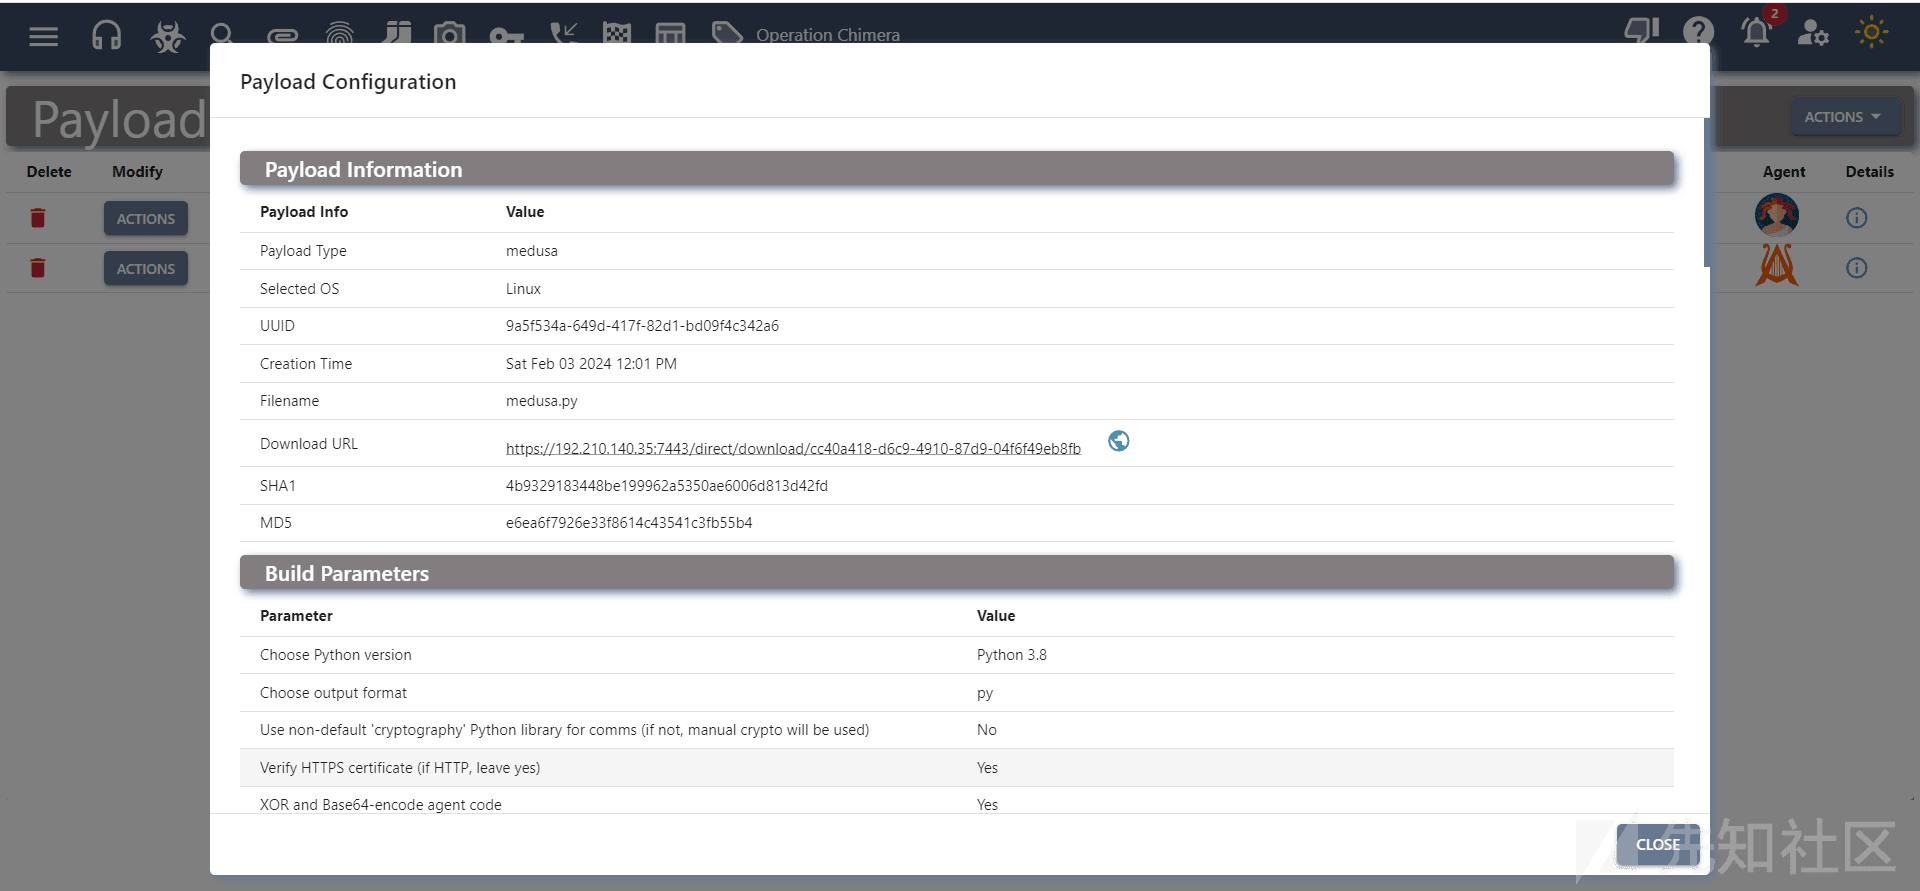 Operation Chimera
2
Payload Configuration
Payload
ACTIONS
Payload Information
Delete Modify
Agent Details
Payload Info Value
ACTIONS
Payload Type medusa
ACTIONS
Selected OS Linux
UUID 9a5f534a-649d-417f-82d1-bd09f4c342a6
Creation Time Sat Feb 03 2024 12:01 PM
Filename medusa.py
Download URL https://192.210.140.35:7443/direct/download/cc40a418-d6c9-4910-87d9-04f6f49eb8fb
SHA1 4b9329183448be199962a5350ae6006d813d42fd
MD5 e6ea6f7926e33f8614c43541c3fb55b4
Build Parameters
Parameter Value
Choose Python version Python 3.8
Choose output format py
Use non-default 'cryptography' Python library for comms (if not, manual crypto will be used) No
Verify HTTPS certificate (if HTTP, leave yes) Yes
XOR and Base64-encode agent code Yes
CLOSE
先知社区